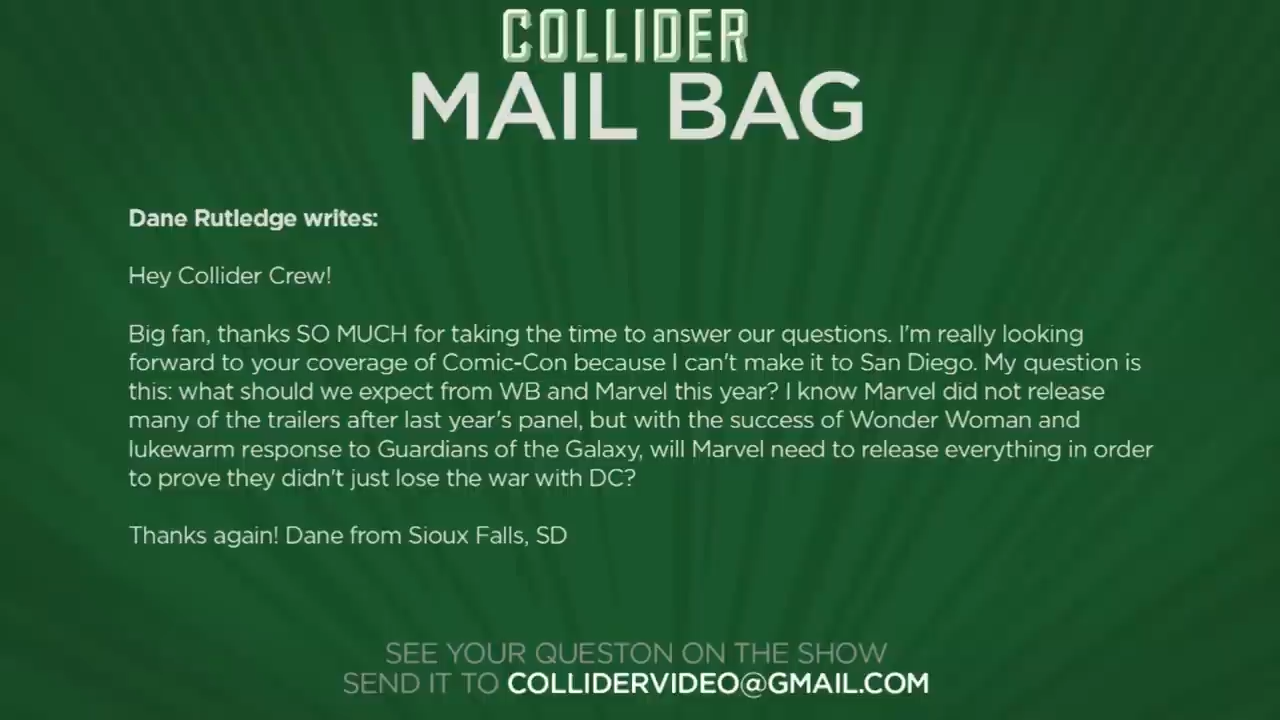 COLLIDER
MAIL BAG
Dane Rutledge writes:
Hey Collider Crew!
Big fan, thanks SO MUCH for taking the time to answer our questions. I'm really looking
forward to your coverage of Comic-Con because I can't make it to San Diego. My question is
this: what should we expect from WB and Marvel this year? I know Marvel did not release
many of the trailers after last year's panel, but with the success of Wonder Woman and
lukewarm response to Guardians of the Galaxy, will Marvel need to release everything in order
to prove they didn't just lose the war with DC?
Thanks again! Dane from Sioux Falls, SD
SEE YOUR QUESTON ON THE SHOW
SEND IT TO COLLIDERVIDEO@GMAIL.COM